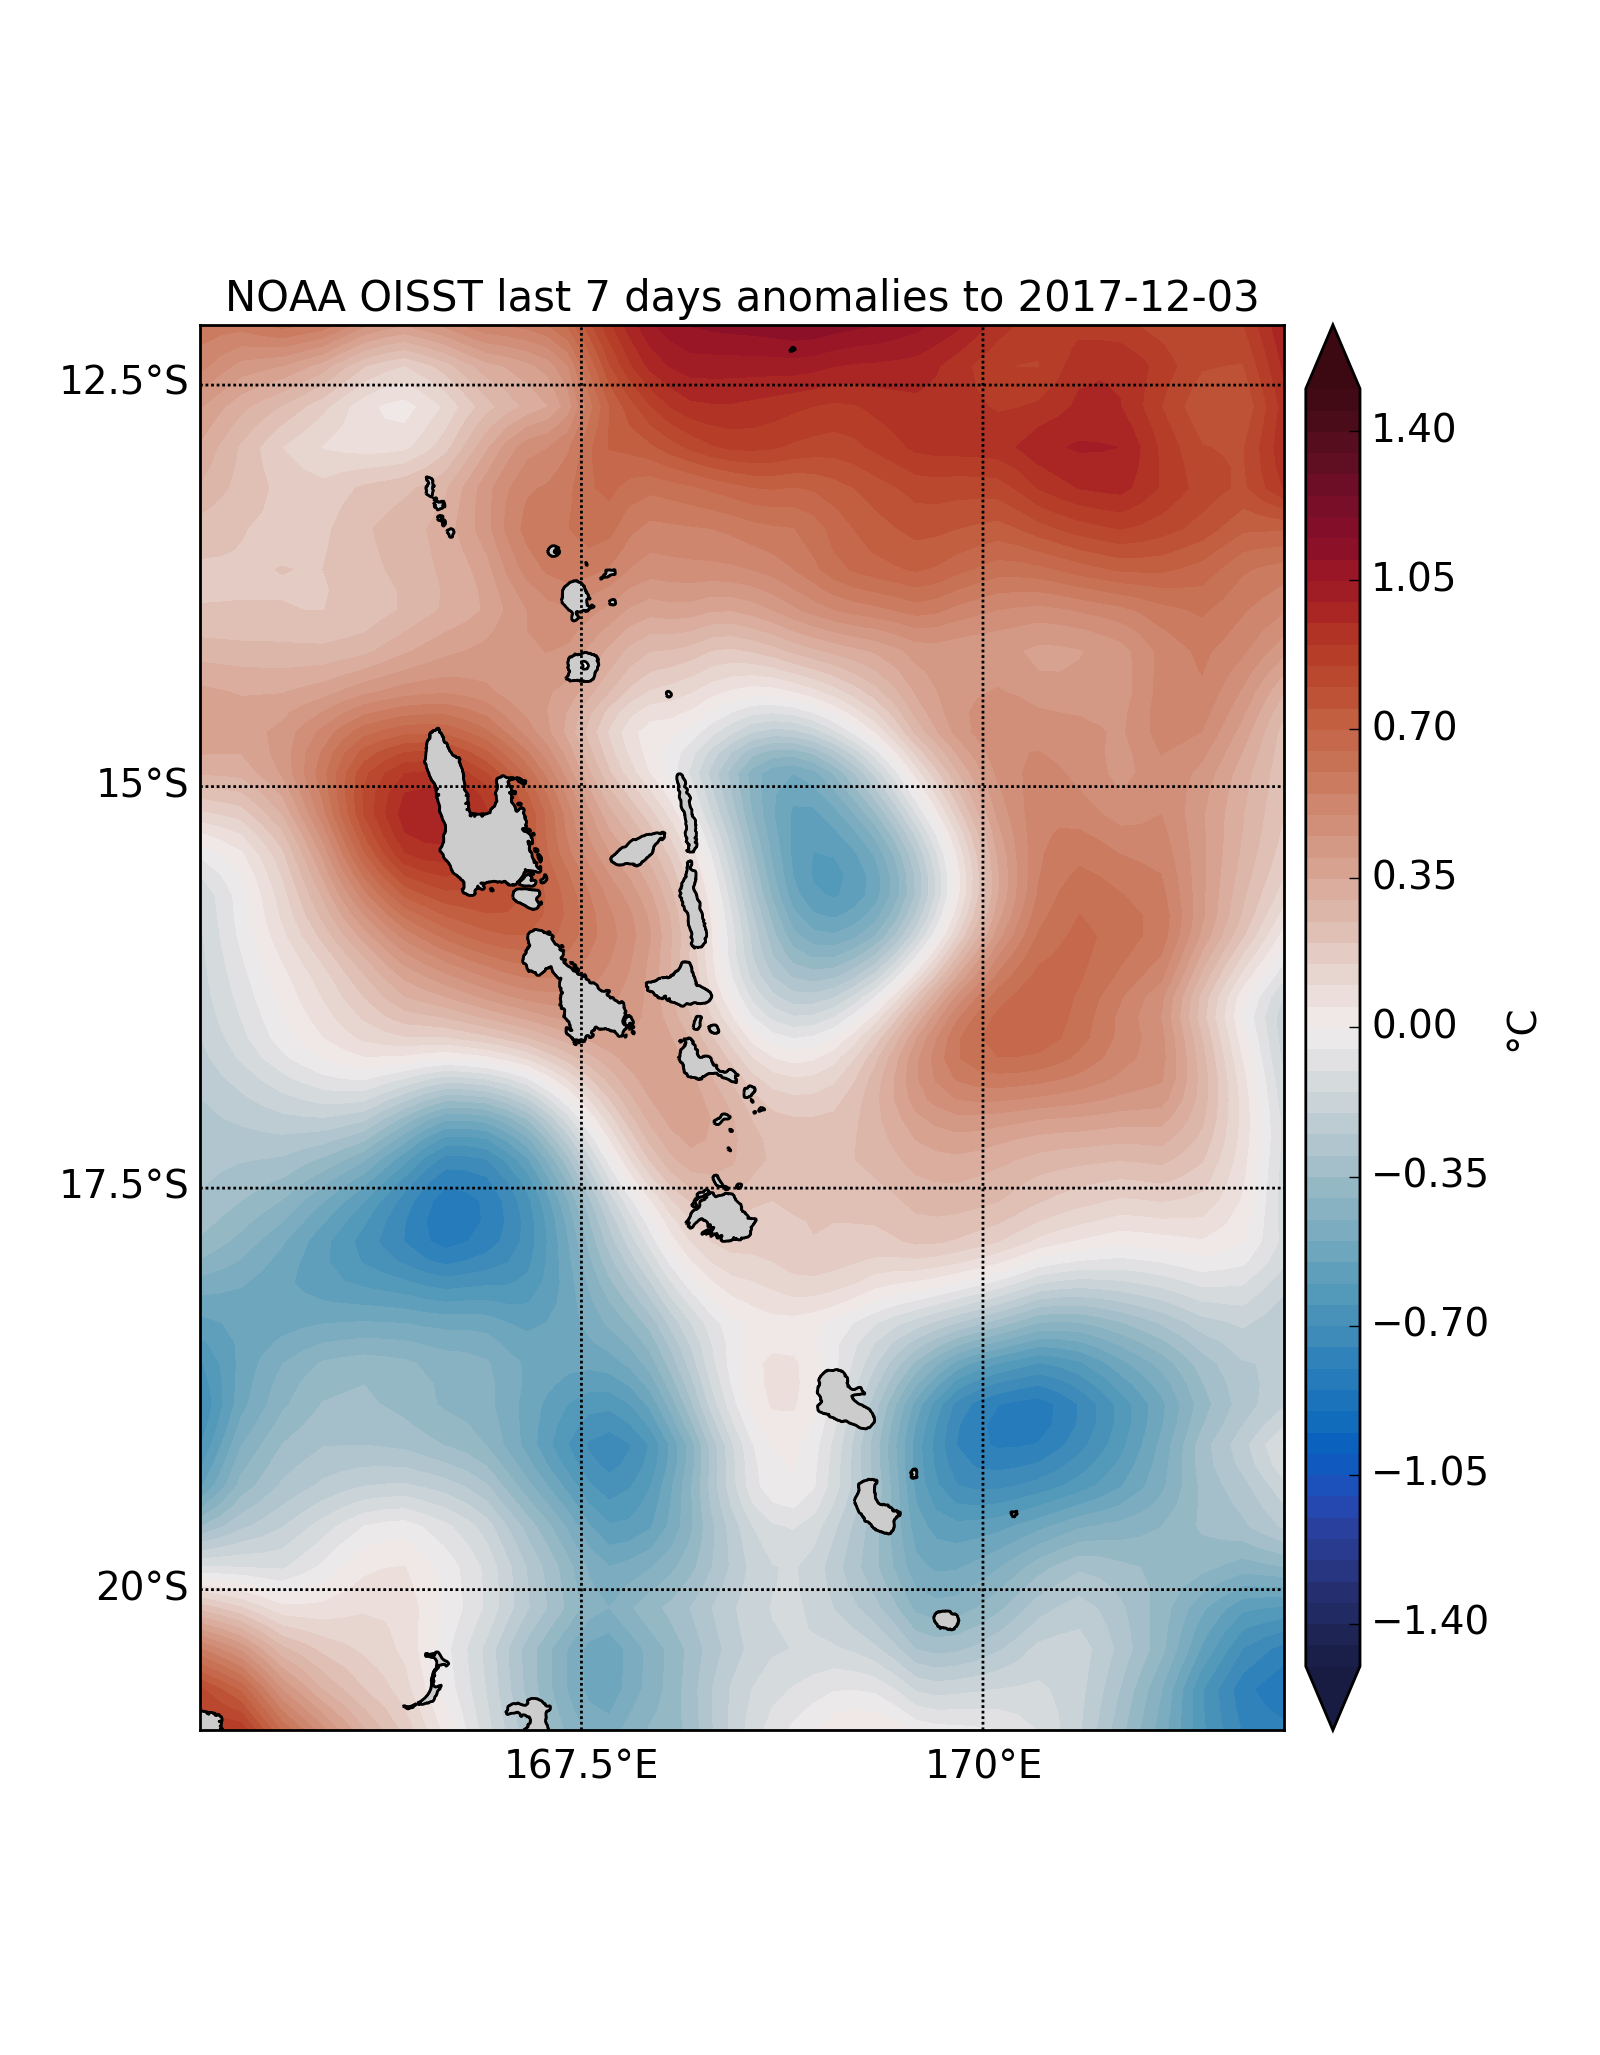 NOAA OISST last 7 days anomalies to 2017-12-03
12.5°S
15°S
17.5°S
20°S
167.5°E
170°E
1.40
1.05
0.70
0.35
0.00
−0.35
−0.70
−1.05
−1.40
°C